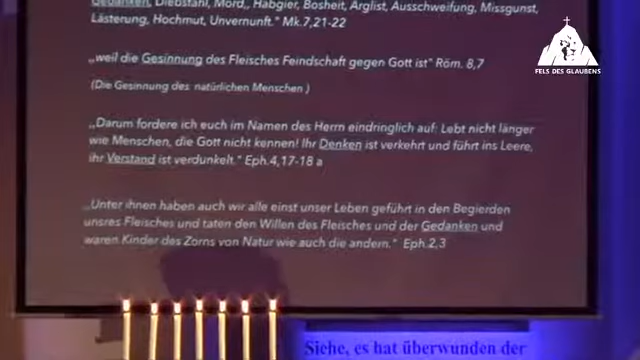 Gedanken, Diebstahl, Mord,, Habgier, Bosheit, Arglist, Ausschweifung, Missgunst,
Lästerung, Hochmut, Unvernunft." Mk.7,21-22
„weil die Gesinnung des Fleisches Feindschaft gegen Gott ist" Röm. 8,7
(Die Gesinnung des natürlichen Menschen )
„Darum fordere ich euch im Namen des Herrn eindringlich auf: Lebt nicht länger
wie Menschen, die Gott nicht kennen! Ihr Denken ist verkehrt und führt ins Leere,
ihr Verstand ist verdunkelt." Eph.4,17-18 a
„Unter ihnen haben auch wir alle einst unser Leben geführt in den Begierden
unsres Fleisches und taten den Willen des Fleisches und der Gedanken und
waren Kinder des Zorns von Natur wie auch die andern." Eph.2,3
FELS DES GLAUBENS
Siehe, es hat überwunden der